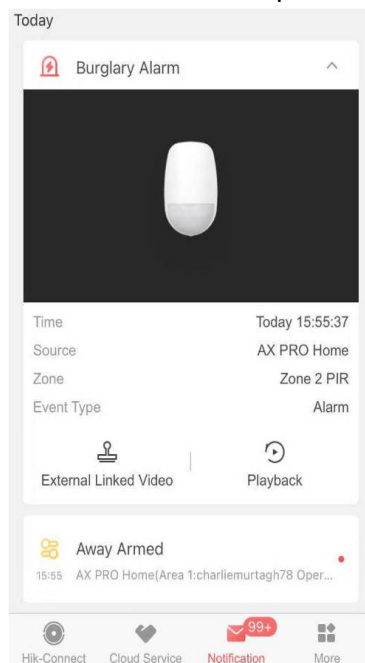 Today
Burglary Alarm
Time Today 15:55:37
Source AX PRO Home
Zone Zone 2 PIR
Event Type Alarm
External Linked Video Playback
Away Armed
15:55 AX PRO Home(Area 1:charliemurtagh78 Oper...
99+
Hik-Connect Cloud Service Notification More